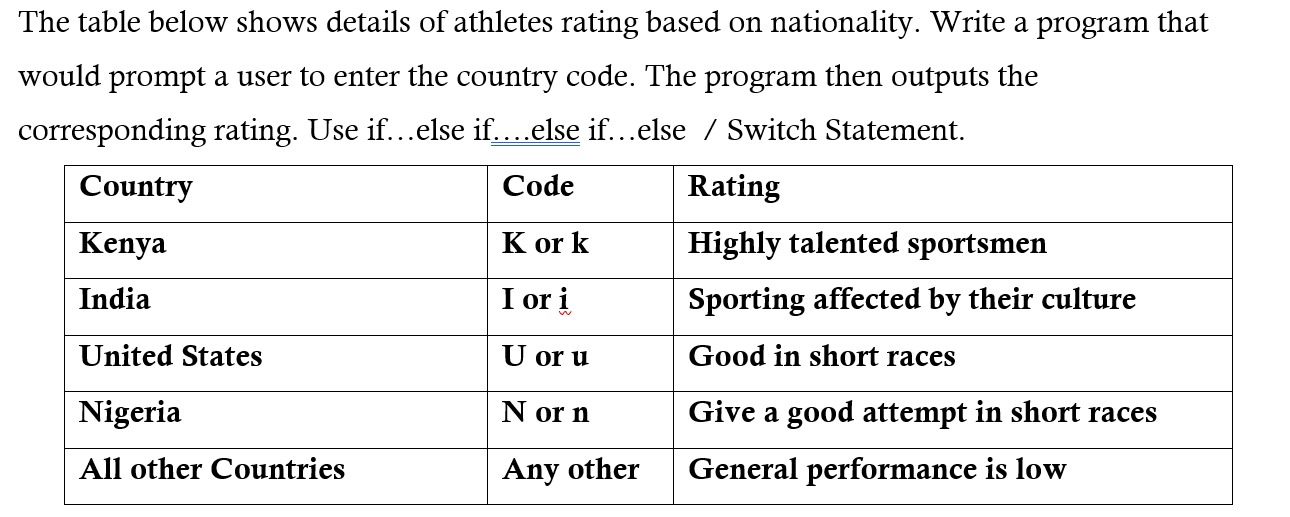 The table below shows details of athletes rating based on nationality. Write a program that
would prompt a user to enter the country code. The program then outputs the
corresponding rating. Use if...else if....else if...else / Switch Statement.
Country Code Rating
Kenya K or k Highly talented sportsmen
India I or i Sporting affected by their culture
United States U or u Good in short races
Nigeria N or n Give a good attempt in short races
All other Countries Any other General performance is low